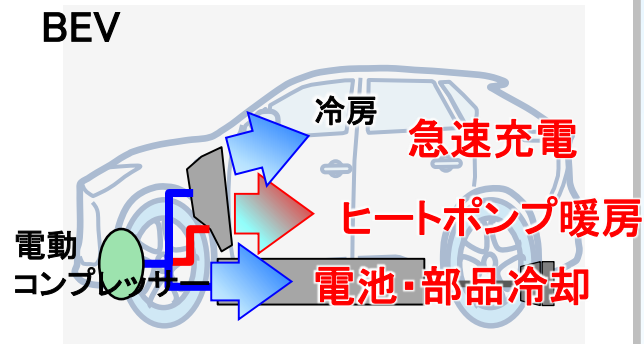 BEV
冷房
急速充電
ヒートポンプ暖房
電動
コンプレッサー
電池・部品冷却